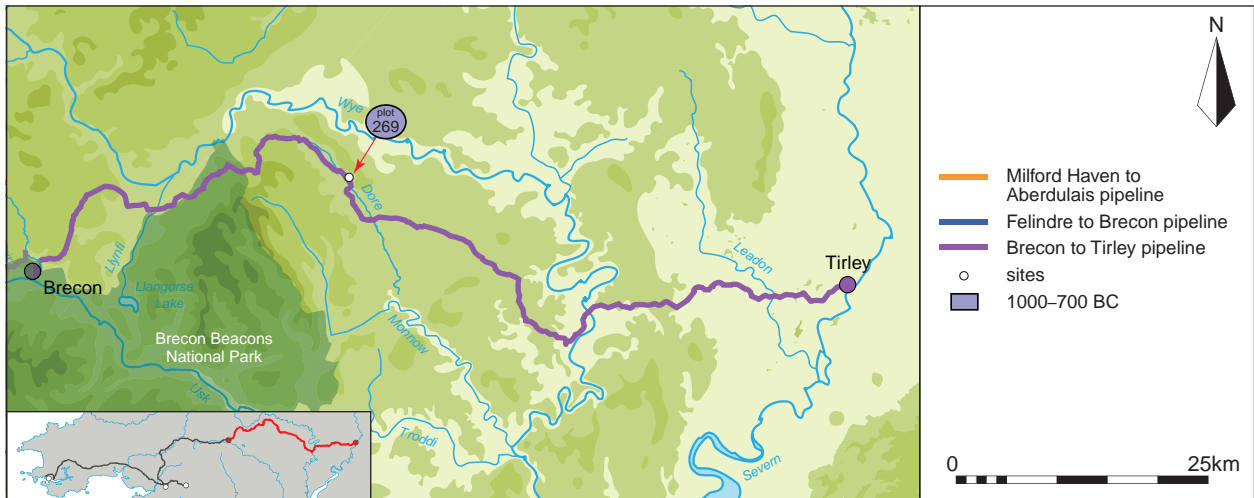 Wye
plot
269
Dore
Llynfi
Brecon
Llangorse
Lake
Brecon Beacons
National Park
Usk
Monnow
Troddi
Leadon
Tirley
Severn
N
Milford Haven to
Aberdulais pipeline
Felindre to Brecon pipeline
Brecon to Tirley pipeline
sites
1000–700 BC
0
25km